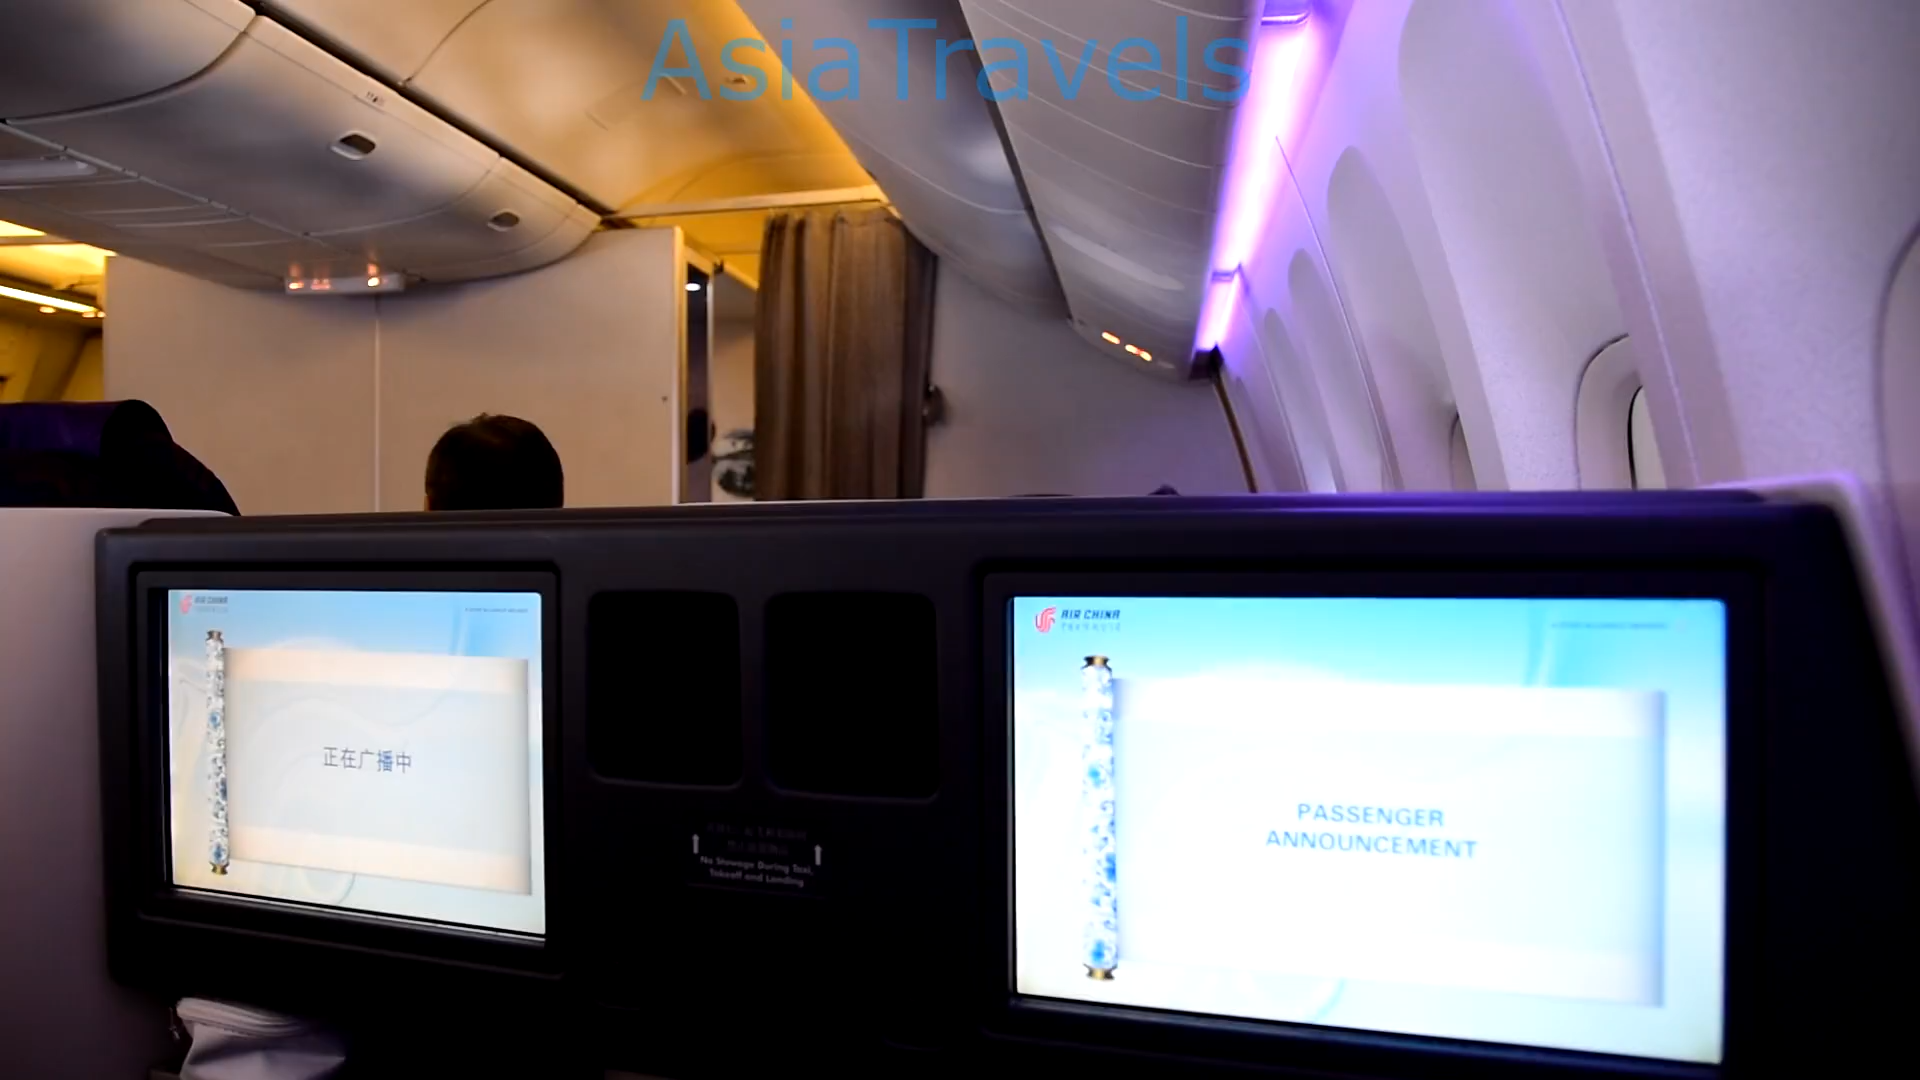 AsiaTravels
AIR CHINA
正在广播中
AIR CHINA
PASSENGER
ANNOUNCEMENT
No Stowage During Taxi,
Takeoff and Landing